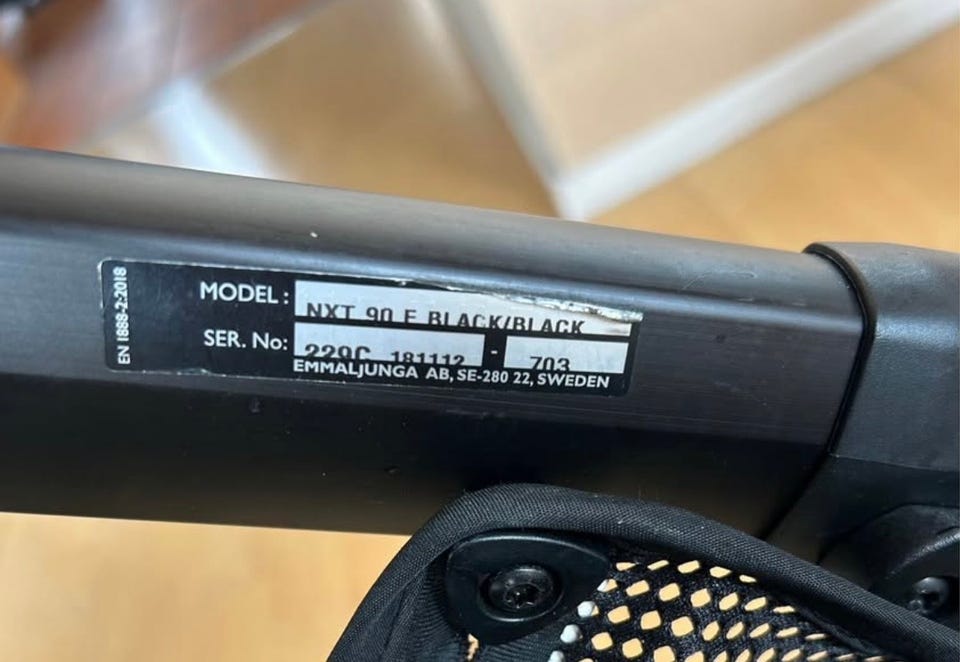 EN 1888-2:2018
MODEL: NXT 90 F BLACK/BLACK
SER. No: 229C 181112 - 703
EMMALJUNGA AB, SE-280 22, SWEDEN